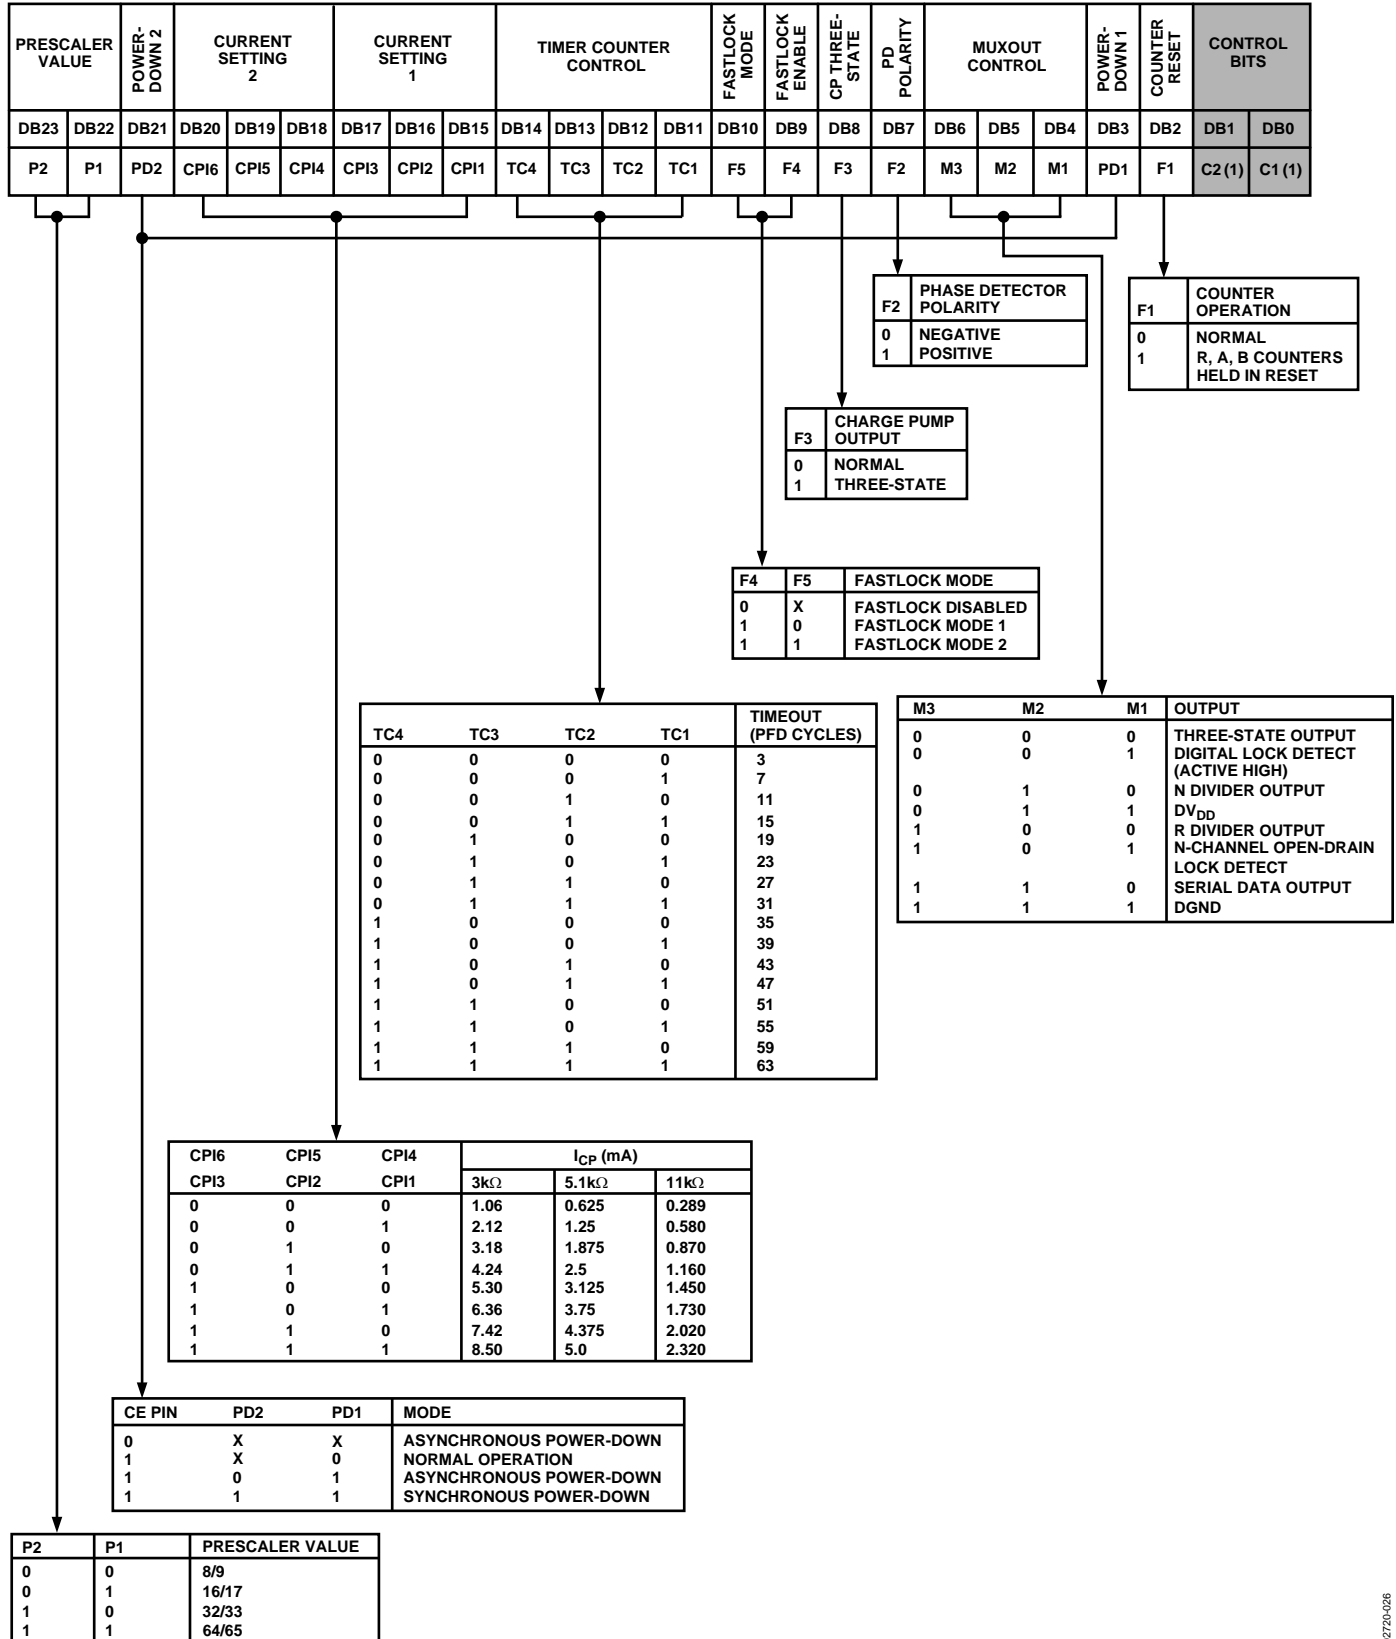 PRESCALER VALUE
POWER-DOWN 2
CURRENT SETTING 2
CURRENT SETTING 1
TIMER COUNTER CONTROL
FASTLOCK MODE
FASTLOCK ENABLE
CP THREE-STATE
PD POLARITY
MUXOUT CONTROL
POWER-DOWN 1
COUNTER RESET
CONTROL BITS
DB23 DB22 DB21 DB20 DB19 DB18 DB17 DB16 DB15 DB14 DB13 DB12 DB11 DB10 DB9 DB8 DB7 DB6 DB5 DB4 DB3 DB2 DB1 DB0
P2 P1 PD2 CPI6 CPI5 CPI4 CPI3 CPI2 CPI1 TC4 TC3 TC2 TC1 F5 F4 F3 F2 M3 M2 M1 PD1 F1 C2 (1) C1 (1)
F2 PHASE DETECTOR POLARITY
0 NEGATIVE
1 POSITIVE
F1 COUNTER OPERATION
0 NORMAL
1 R, A, B COUNTERS
HELD IN RESET
F3 CHARGE PUMP OUTPUT
0 NORMAL
1 THREE-STATE
F4 F5 FASTLOCK MODE
0 X FASTLOCK DISABLED
1 0 FASTLOCK MODE 1
1 1 FASTLOCK MODE 2
TC4 TC3 TC2 TC1 TIMEOUT (PFD CYCLES)
0 0 0 0 3
0 0 0 1 7
0 0 1 0 11
0 0 1 1 15
0 1 0 0 19
0 1 0 1 23
0 1 1 0 27
0 1 1 1 31
1 0 0 0 35
1 0 0 1 39
1 0 1 0 43
1 0 1 1 47
1 1 0 0 51
1 1 0 1 55
1 1 1 0 59
1 1 1 1 63
M3 M2 M1 OUTPUT
0 0 0 THREE-STATE OUTPUT
0 0 1 DIGITAL LOCK DETECT
(ACTIVE HIGH)
0 1 0 N DIVIDER OUTPUT
0 1 1 DVDD
1 0 0 R DIVIDER OUTPUT
1 0 1 N-CHANNEL OPEN-DRAIN
LOCK DETECT
1 1 0 SERIAL DATA OUTPUT
1 1 1 DGND
CPI6 CPI5 CPI4 ICP (mA)
CPI3 CPI2 CPI1 3kΩ 5.1kΩ 11kΩ
0 0 0 1.06 0.625 0.289
0 0 1 2.12 1.25 0.580
0 1 0 3.18 1.875 0.870
0 1 1 4.24 2.5 1.160
1 0 0 5.30 3.125 1.450
1 0 1 6.36 3.75 1.730
1 1 0 7.42 4.375 2.020
1 1 1 8.50 5.0 2.320
CE PIN PD2 PD1 MODE
0 X X ASYNCHRONOUS POWER-DOWN
1 X 0 NORMAL OPERATION
1 0 1 ASYNCHRONOUS POWER-DOWN
1 1 1 SYNCHRONOUS POWER-DOWN
P2 P1 PRESCALER VALUE
0 0 8/9
0 1 16/17
1 0 32/33
1 1 64/65